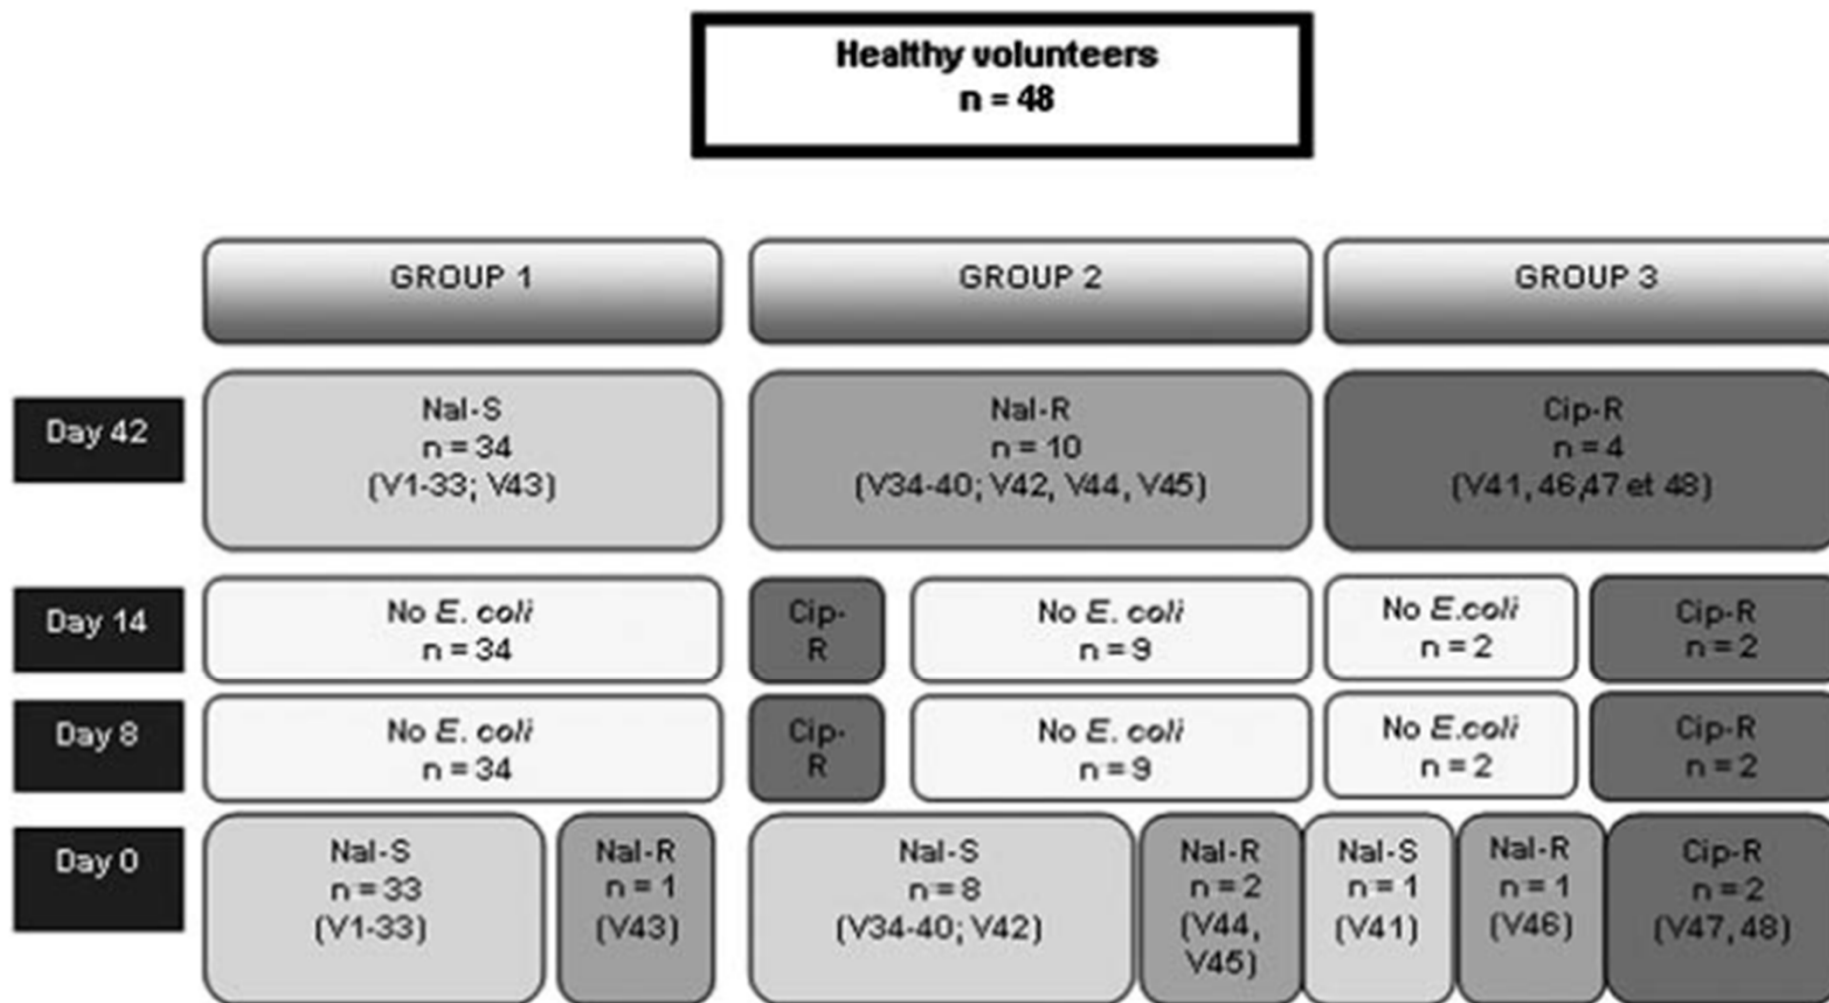 Healthy volunteers
n = 48
GROUP 1
GROUP 2
GROUP 3
Day 42
Nal-S
n = 34
(V1-33; V43)
Nal-R
n = 10
(V34-40; V42, V44, V45)
Cip-R
n = 4
(V41, 46,47 et 48)
Day 14
No E. coli
n = 34
Cip-
R
No E. coli
n = 9
No E.coli
n = 2
Cip-R
n = 2
Day 8
No E. coli
n = 34
Cip-
R
No E. coli
n = 9
No E.coli
n = 2
Cip-R
n = 2
Day 0
Nal-S
n = 33
(V1-33)
Nal-R
n = 1
(V43)
Nal-S
n = 8
(V34-40; V42)
Nal-R
n = 2
(V44,
V45)
Nal-S
n = 1
(V41)
Nal-R
n = 1
(V46)
Cip-R
n = 2
(V47, 48)